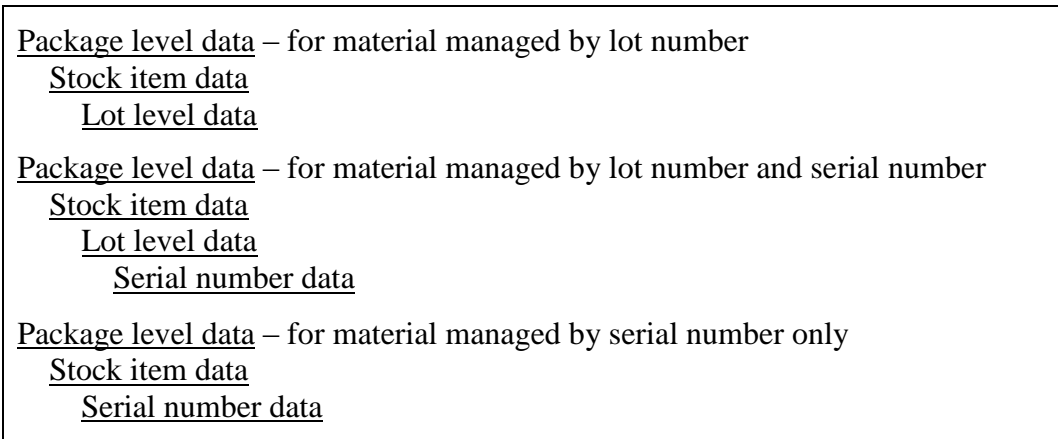 Package level data – for material managed by lot number
Stock item data
Lot level data
Package level data – for material managed by lot number and serial number
Stock item data
Lot level data
Serial number data
Package level data – for material managed by serial number only
Stock item data
Serial number data